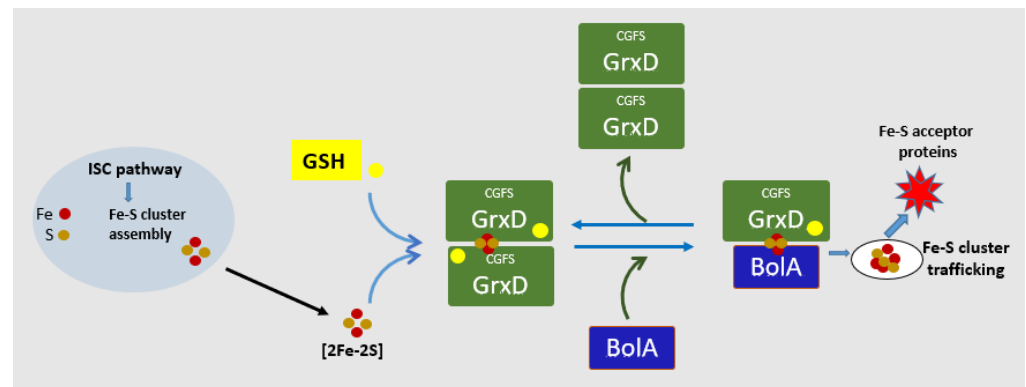 ISC pathway
Fe
S
Fe-S cluster
assembly
[2Fe-2S]
GSH
CGFS
GrxD
CGFS
GrxD
CGFS
GrxD
CGFS
GrxD
BolA
CGFS
GrxD
BolA
Fe-S acceptor
proteins
Fe-S cluster
trafficking